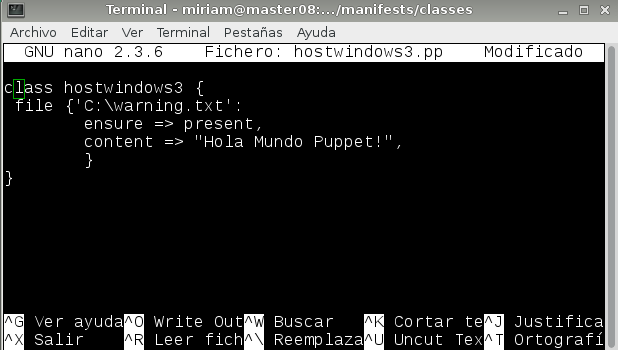 Terminal - miriam@master08:.../manifests/classes
Archivo Editar Ver Terminal Pestañas Ayuda
GNU nano 2.3.6 Fichero: hostwindows3.pp Modificado
class hostwindows3 {
file {'C:\warning.txt':
ensure => present,
content => "Hola Mundo Puppet!",
}
}
^G Ver ayuda ^O Write Out ^W Buscar ^K Cortar te ^J Justifica
^X Salir ^R Leer fich ^\ Reemplaza ^U Uncut Tex ^T Ortografí